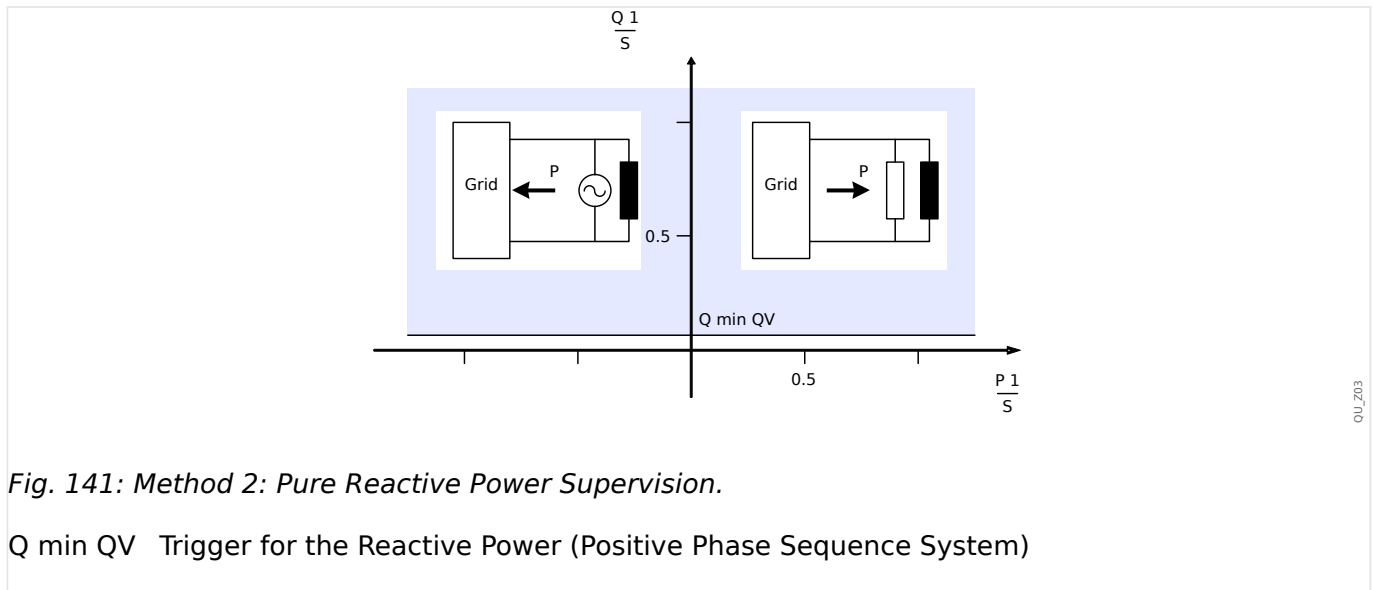 Q 1
S
Grid
P
Grid
P
0.5
Q min QV
0.5
P 1
S
QU_Z03
Fig. 141: Method 2: Pure Reactive Power Supervision.
Q min QV Trigger for the Reactive Power (Positive Phase Sequence System)